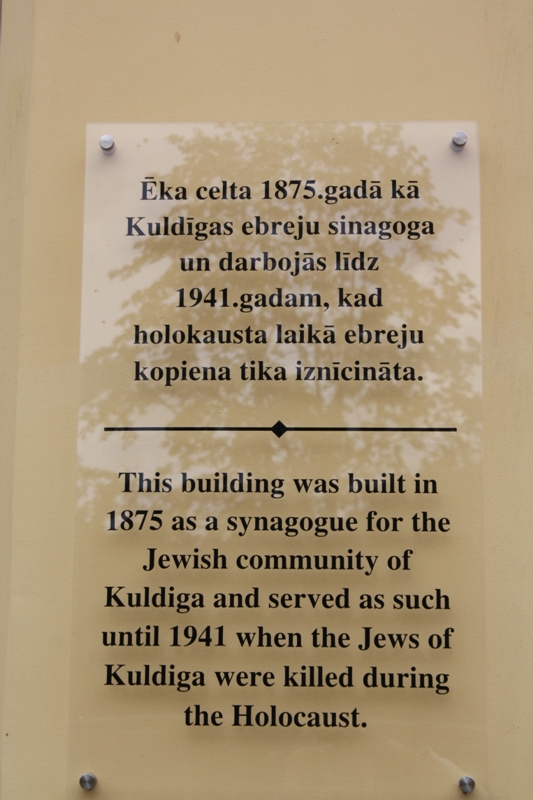 Ēka celta 1875.gadā kā
Kuldīgas ebreju sinagoga
un darbojās līdz
1941.gadam, kad
holokausta laikā ebreju
kopiena tika iznīcināta.
This building was built in
1875 as a synagogue for the
Jewish community of
Kuldiga and served as such
until 1941 when the Jews of
Kuldiga were killed during
the Holocaust.